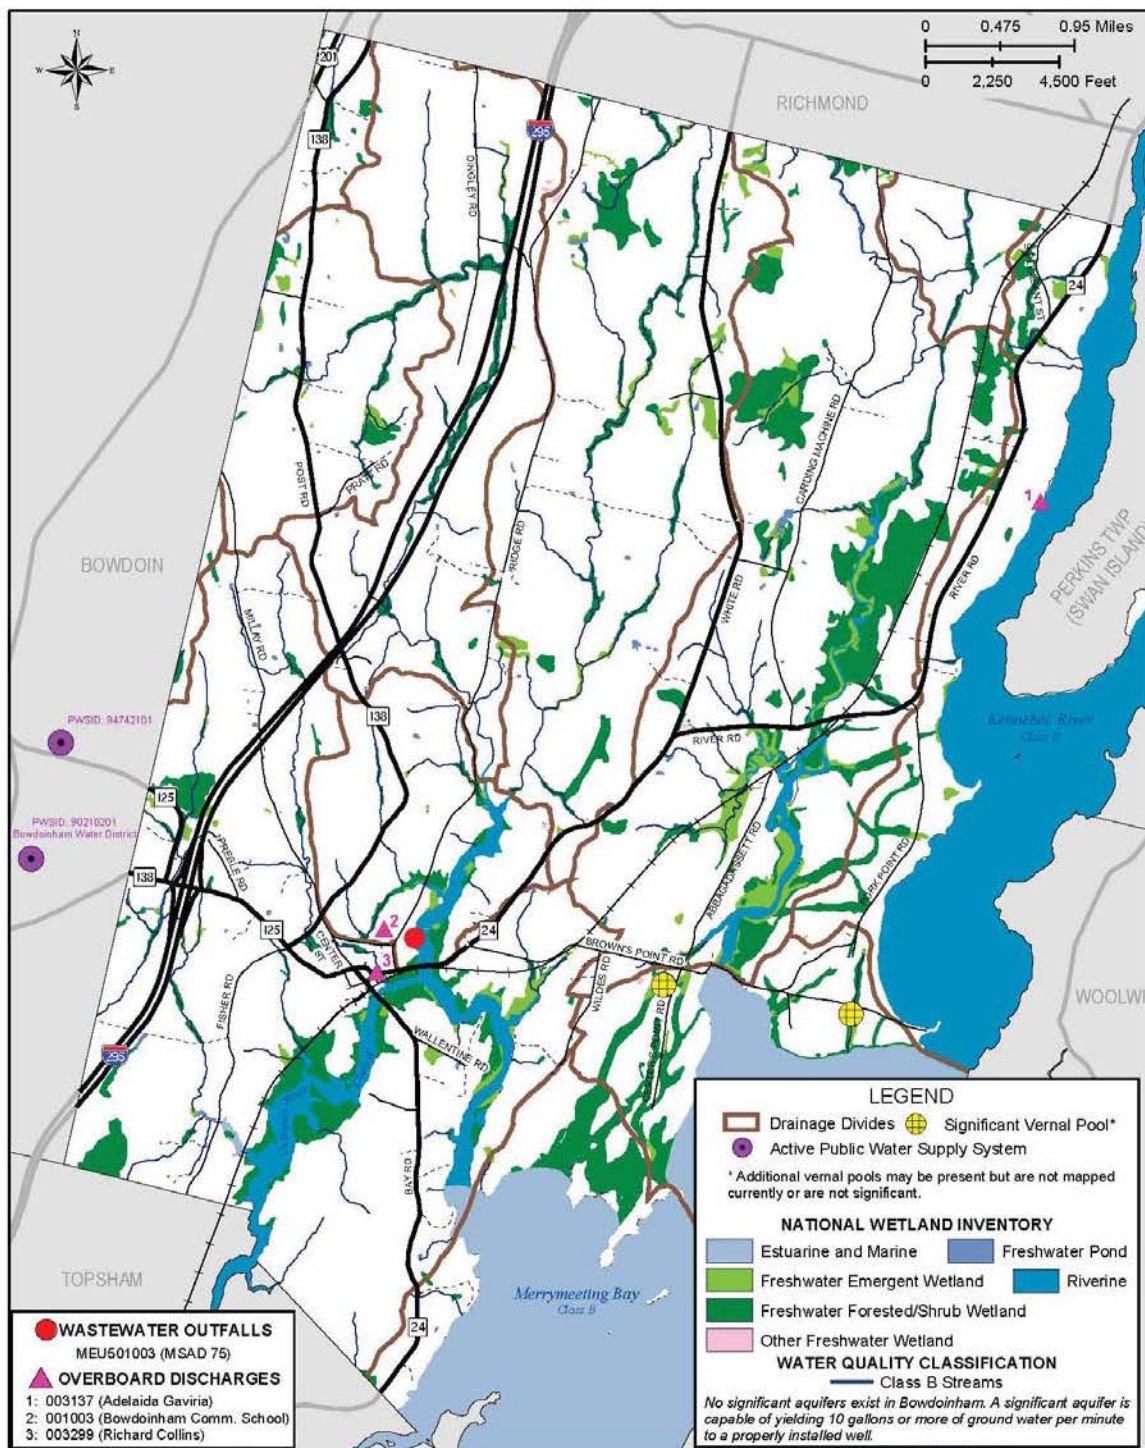 N
W E
S
0 0.475 0.95 Miles
0 2,250 4,500 Feet
RICHMOND
201
138
295
DINGLEY RD
24
PLANT ST
CARDING MACHINE RD
POST RD
PRATT RD
RIDGE RD
WHITE RD
1
RIVER RD
PERKINS TWP
(SWAN ISLAND)
BOWDOIN
MILLAY RD
138
PWSID: 94742101
RIVER RD
Kennebec River
Class B
125
PWSID: 90210201
Bowdoinham Water District
PREBLE RD
138
ABBAGADASSETT RD
PORK POINT RD
2
125
24
CENTER ST
3
BROWN'S POINT RD
WILDES RD
FISHER RD
WALLENTINE RD
WOOLWI
295
BAY RD
TOPSHAM
Merrymeeting Bay
Class B
24
LEGEND
Drainage Divides Significant Vernal Pool*
Active Public Water Supply System
* Additional vernal pools may be present but are not mapped
currently or are not significant.
NATIONAL WETLAND INVENTORY
Estuarine and Marine Freshwater Pond
Freshwater Emergent Wetland Riverine
Freshwater Forested/Shrub Wetland
Other Freshwater Wetland
WATER QUALITY CLASSIFICATION
Class B Streams
No significant aquifers exist in Bowdoinham. A significant aquifer is
capable of yielding 10 gallons or more of ground water per minute
to a properly installed well.
WASTEWATER OUTFALLS
MEU501003 (MSAD 75)
OVERBOARD DISCHARGES
1: 003137 (Adelaida Gaviria)
2: 001003 (Bowdoinham Comm. School)
3: 003299 (Richard Collins)